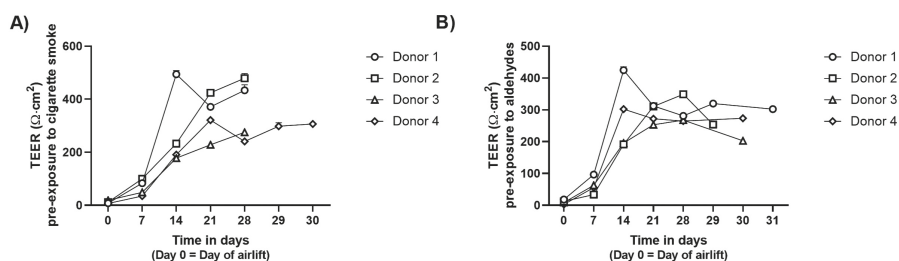 A)
TEER (Ω·cm²)
pre-exposure to cigarette smoke
600
400
200
0
0 7 14 21 28 29 30
Time in days
(Day 0 = Day of airlift)
Donor 1
Donor 2
Donor 3
Donor 4
B)
TEER (Ω·cm²)
pre-exposure to aldehydes
500
400
300
200
100
0
0 7 14 21 28 29 30 31
Time in days
(Day 0 = Day of airlift)
Donor 1
Donor 2
Donor 3
Donor 4